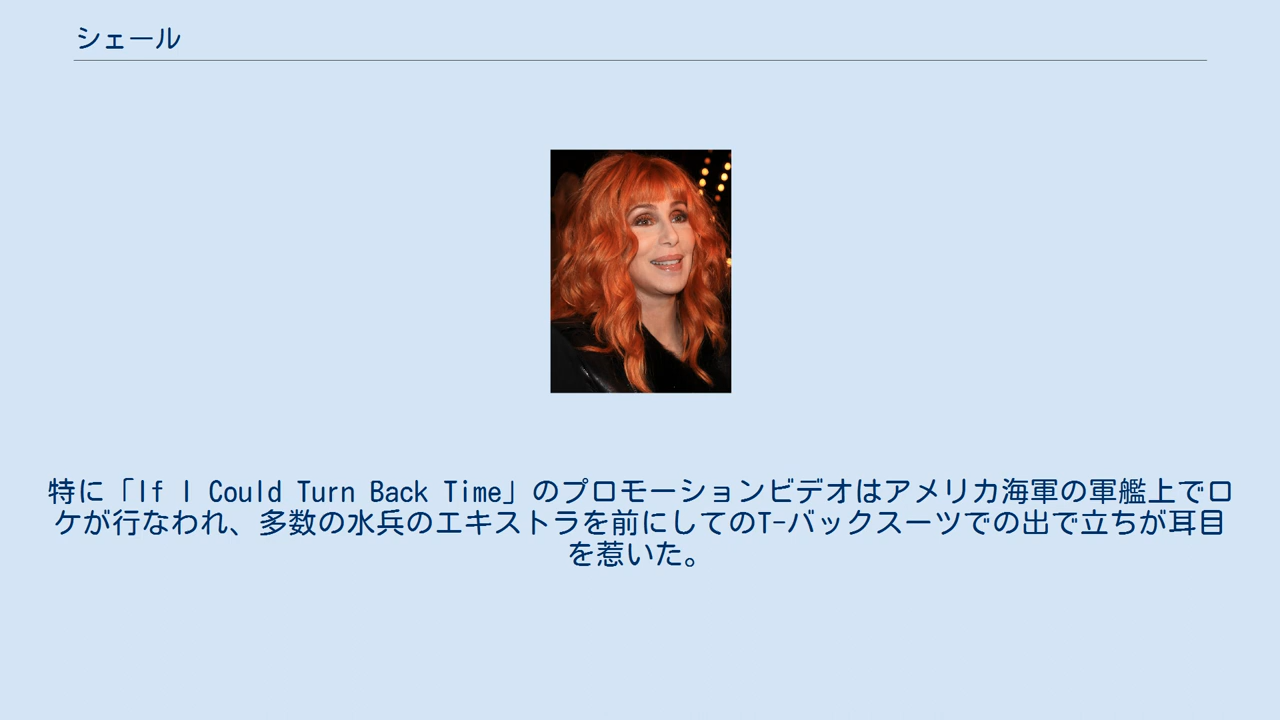 シェール
特に「If I Could Turn Back Time」のプロモーションビデオはアメリカ海軍の軍艦上でロ
ケが行なわれ、多数の水兵のエキストラを前にしてのT-バックスーツでの出で立ちが耳目
を惹いた。